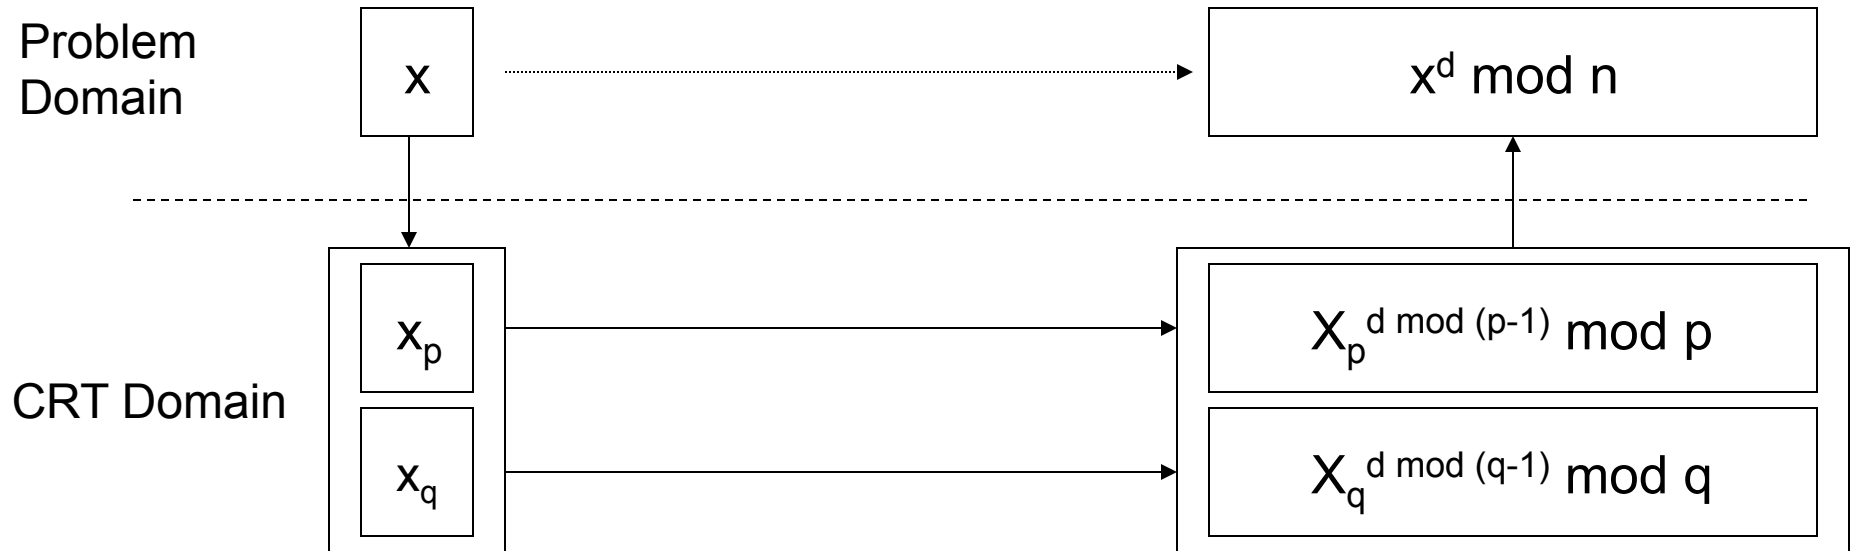 Problem
Domain
x
x^d mod n
CRT Domain
x_p
X_p^d mod (p-1) mod p
x_q
X_q^d mod (q-1) mod q